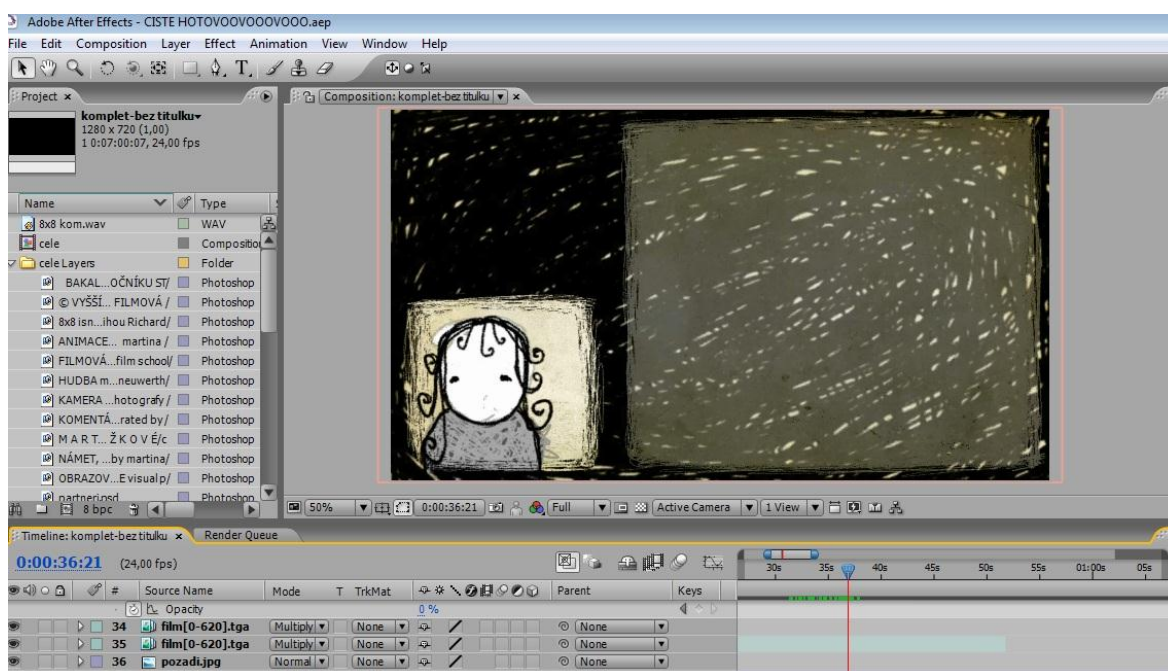 Adobe After Effects - CISTE HOTOVOOVOOOVOOO.aep
File Edit Composition Layer Effect Animation View Window Help
Project × Composition: komplet-bez titulku ×
komplet-bez titulku
1280 x 720 (1,00)
1 0:07:00:07, 24,00 fps
Name Type
8x8 kom.wav WAV
cele
cele Layers Folder
BAKAL...OČNÍKU ST/ Photoshop
© VYŠŠÍ... FILMOVÁ / Photoshop
8x8 isn...ihou Richard/ Photoshop
ANIMACE... martina / Photoshop
FILMOVÁ...film school/ Photoshop
HUDBA m...neuwerth/ Photoshop
KAMERA ...hotografy / Photoshop
KOMENTÁ...rated by/ Photoshop
M A R T... Ž K O V É/c Photoshop
NÁMET, ...by martina/ Photoshop
OBRAZOV...E visual p/ Photoshop
partneri.psd Photoshop
8 bpc 50% 0:00:36:21 Full Active Camera 1 View
Timeline: komplet-bez titulku × Render Queue
0:00:36:21 (24,00 fps) 30s 35s 40s 45s 50s 55s 01:00s 05s
# Source Name Mode T TrkMat Parent Keys
Opacity 0 %
34 film[0-620].tga Multiply None None
35 film[0-620].tga Multiply None None
36 pozadi.jpg Normal None None